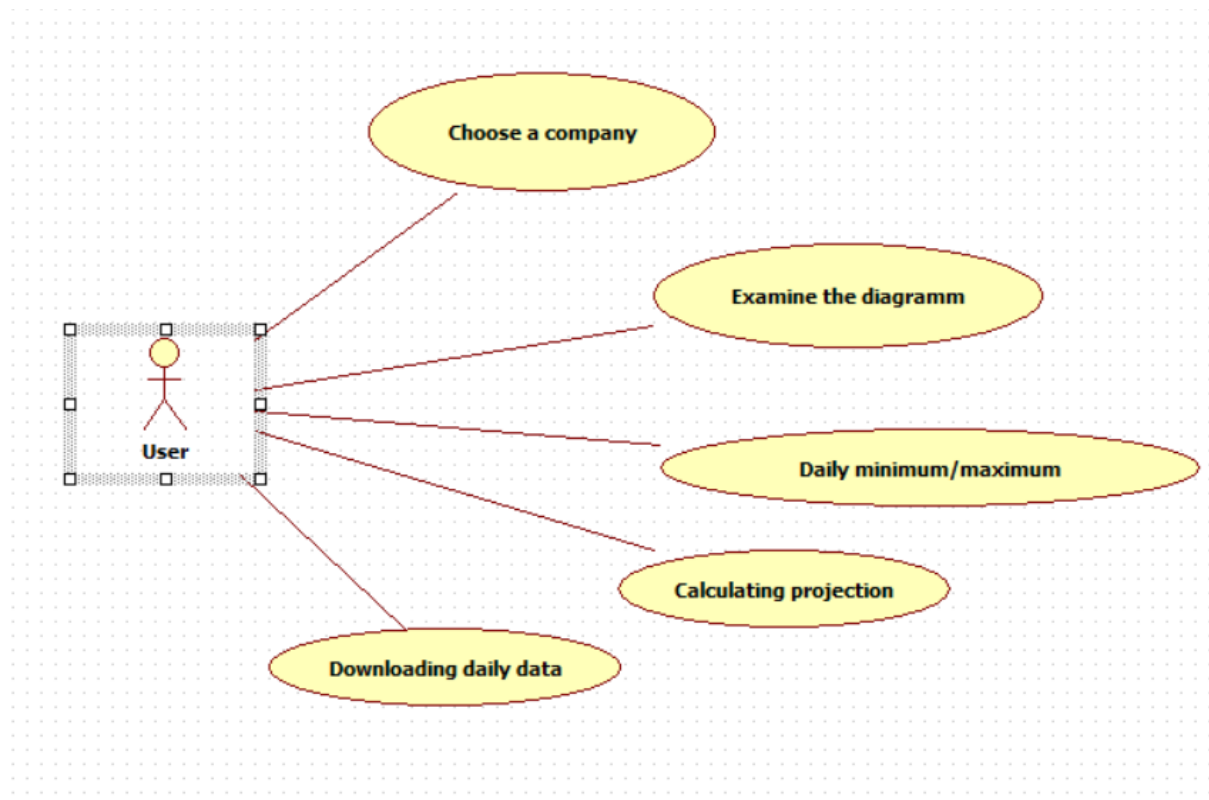 Choose a company
Examine the diagramm
User
Daily minimum/maximum
Calculating projection
Downloading daily data